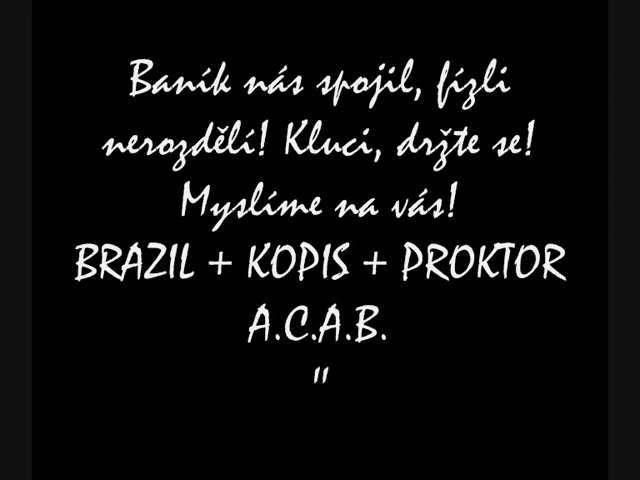 Baník nás spojil, fízli
nerozdělí! Kluci, držte se!
Myslíme na vás!
BRAZIL + KOPIS + PROKTOR
A.C.A.B.
"